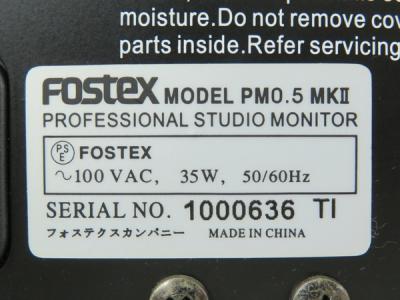 moisture.Do not remove cov
parts inside.Refer servicing
FOSTEX MODEL PM0.5 MKII
PROFESSIONAL STUDIO MONITOR
PSE FOSTEX
～100 VAC, 35W, 50/60Hz
SERIAL NO. 1000636 TI
フォステクスカンパニー MADE IN CHINA